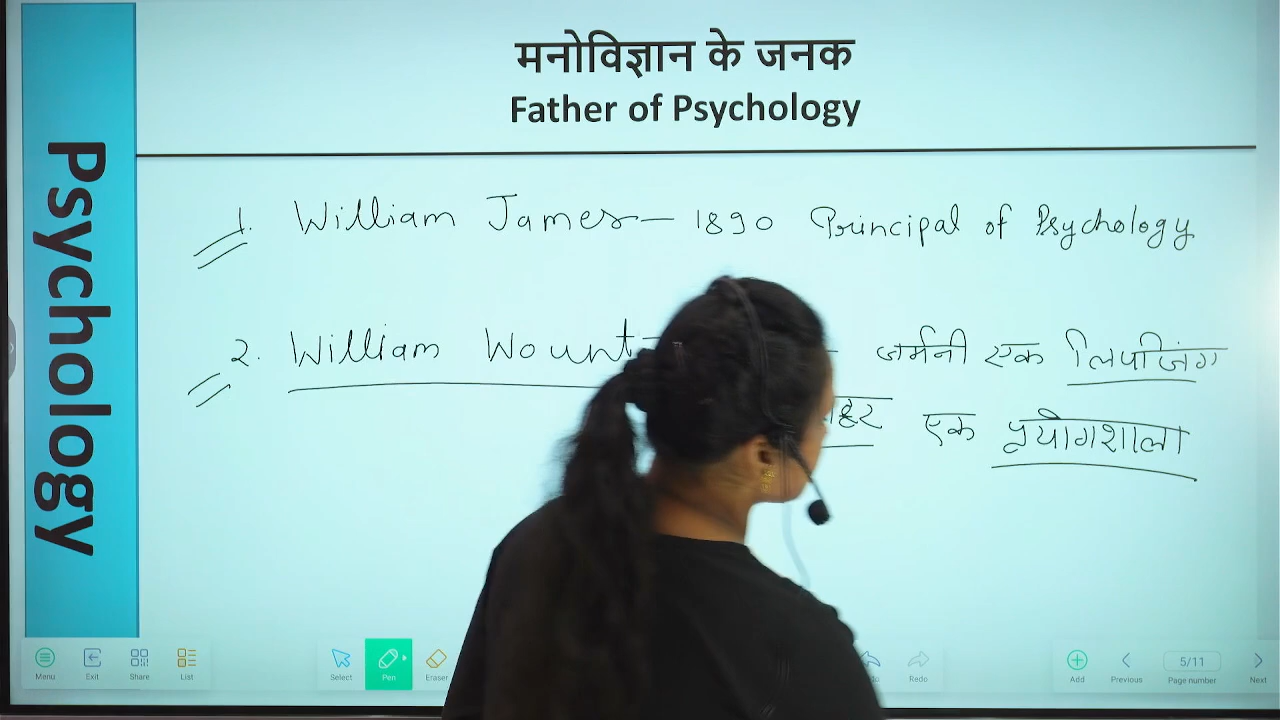 मनोविज्ञान के जनक
Father of Psychology
Psychology
1. William James – 1890 Principal of Psychology
2. William Wount – जर्मनी एक लिपजिंग
एक प्रयोगशाला
Menu
Exit
Share
List
Select
Pen
Eraser
Redo
Add
Previous
5/11
Page number
Next